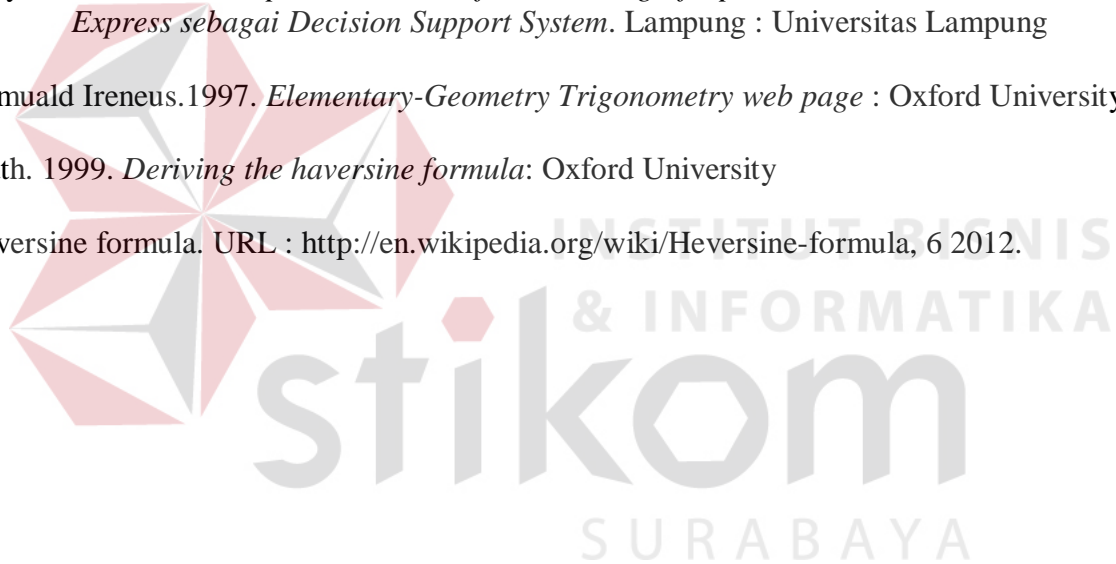 Express sebagai Decision Support System. Lampung : Universitas Lampung
muald Ireneus.1997. Elementary-Geometry Trigonometry web page : Oxford University
th. 1999. Deriving the haversine formula: Oxford University
versine formula. URL : http://en.wikipedia.org/wiki/Heversine-formula, 6 2012.
INSTITUT BISNIS
& INFORMATIKA
stikom
SURABAYA